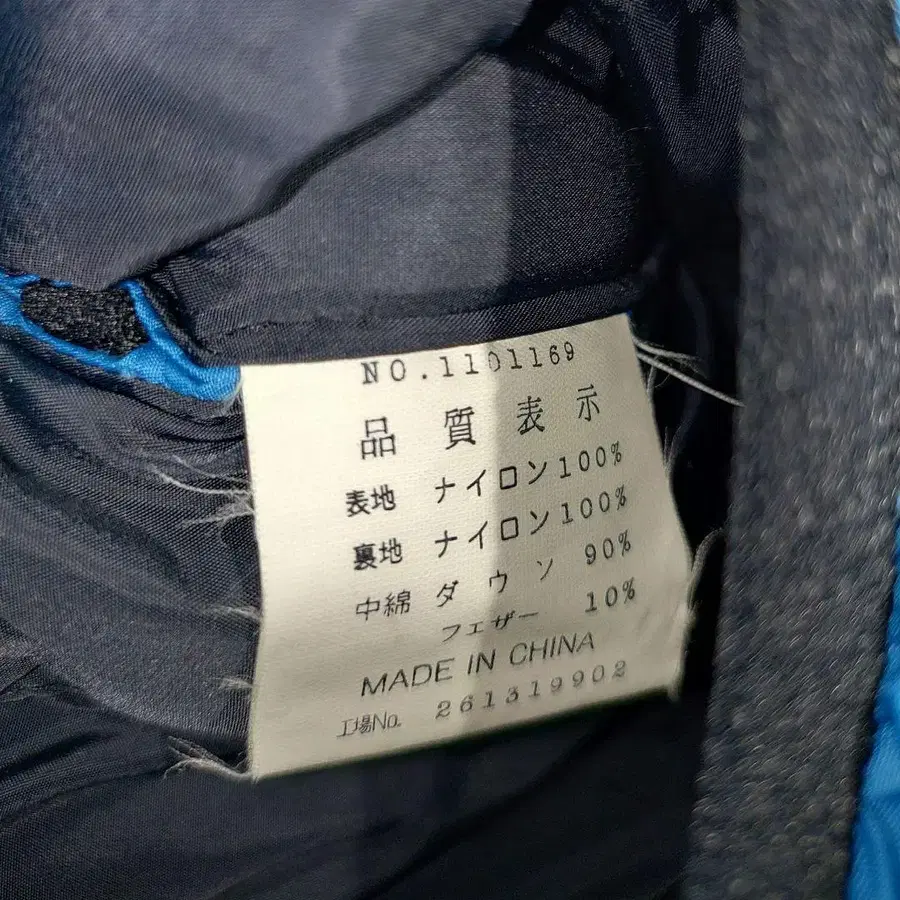 NO.1101169
品質表示
表地 ナイロン100%
裏地 ナイロン100%
中綿 ダウン 90%
フェザー 10%
MADE IN CHINA
工場No. 261319902